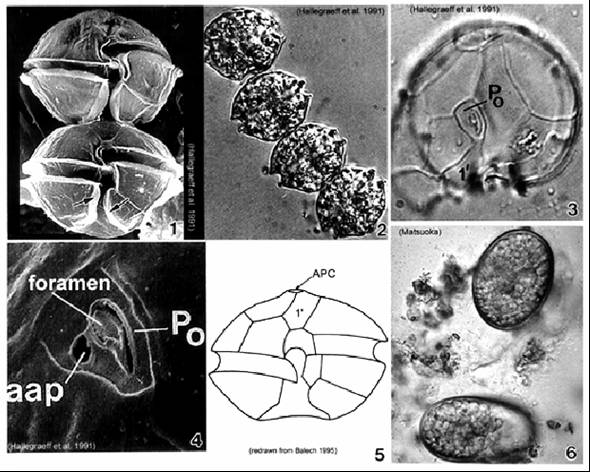 (Hallegraeff et al. 1991)
1
(Hallegraeff et al. 1991)
2
(Hallegraeff et al. 1991)
Po
1'
3
foramen
Po
aap
(Hallegraeff et al. 1991)
4
APC
1'
5
(redrawn from Balech 1995)
(Matsuoka)
6